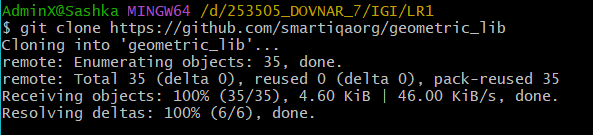 AdminX@Sashka MINGW64 /d/253505_DOVNAR_7/IGI/LR1
$ git clone https://github.com/smartiqaorg/geometric_lib
Cloning into 'geometric_lib'...
remote: Enumerating objects: 35, done.
remote: Total 35 (delta 0), reused 0 (delta 0), pack-reused 35
Receiving objects: 100% (35/35), 4.60 KiB | 46.00 KiB/s, done.
Resolving deltas: 100% (6/6), done.